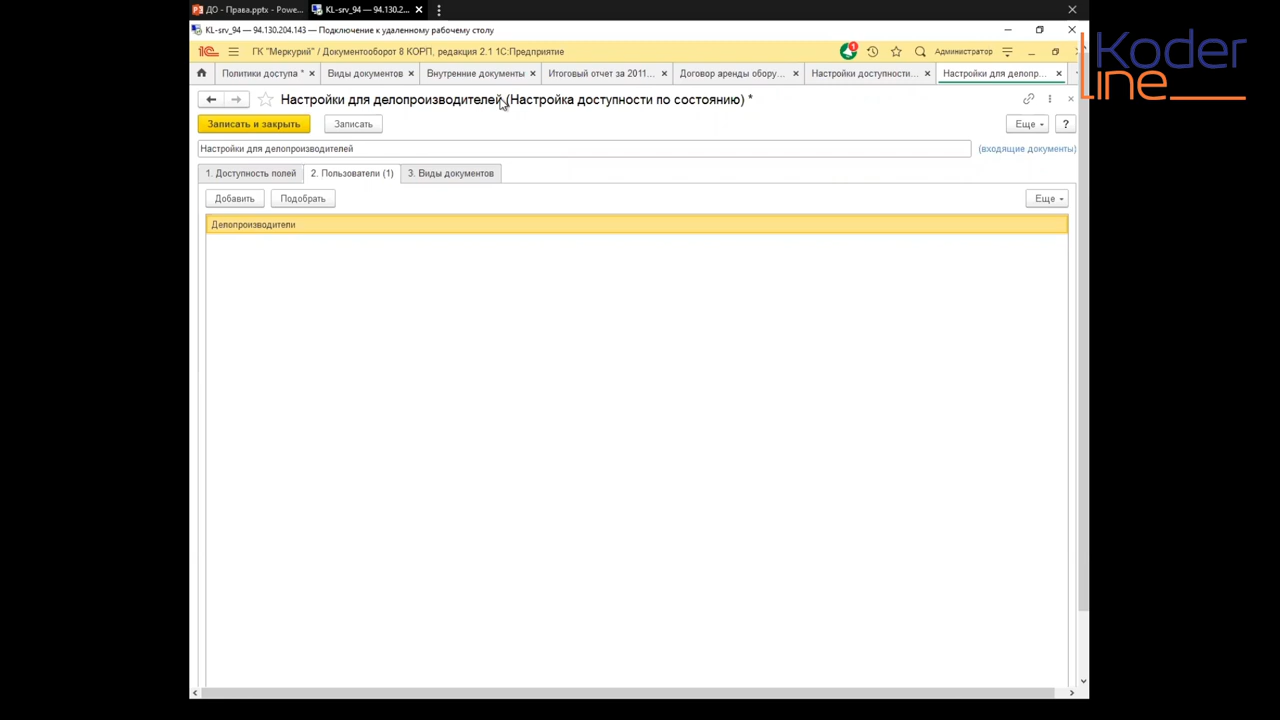 ДО - Права.pptx - Powe...
KL-srv_94 — 94.130.2...
KL-srv_94 — 94.130.204.143 — Подключение к удаленному рабочему столу
ГК "Меркурий" / Документооборот 8 КОРП, редакция 2.1 1С:Предприятие
1
Администратор
Политики доступа *
Виды документов
Внутренние документы
Итоговый отчет за 2011...
Договор аренды обору...
Настройки доступности...
Настройки для делопр...
Настройки для делопроизводителей (Настройка доступности по состоянию) *
Записать и закрыть
Записать
Еще
?
Настройки для делопроизводителей
(входящие документы)
1. Доступность полей
2. Пользователи (1)
3. Виды документов
Добавить
Подобрать
Еще
Делопроизводители
Koder
line